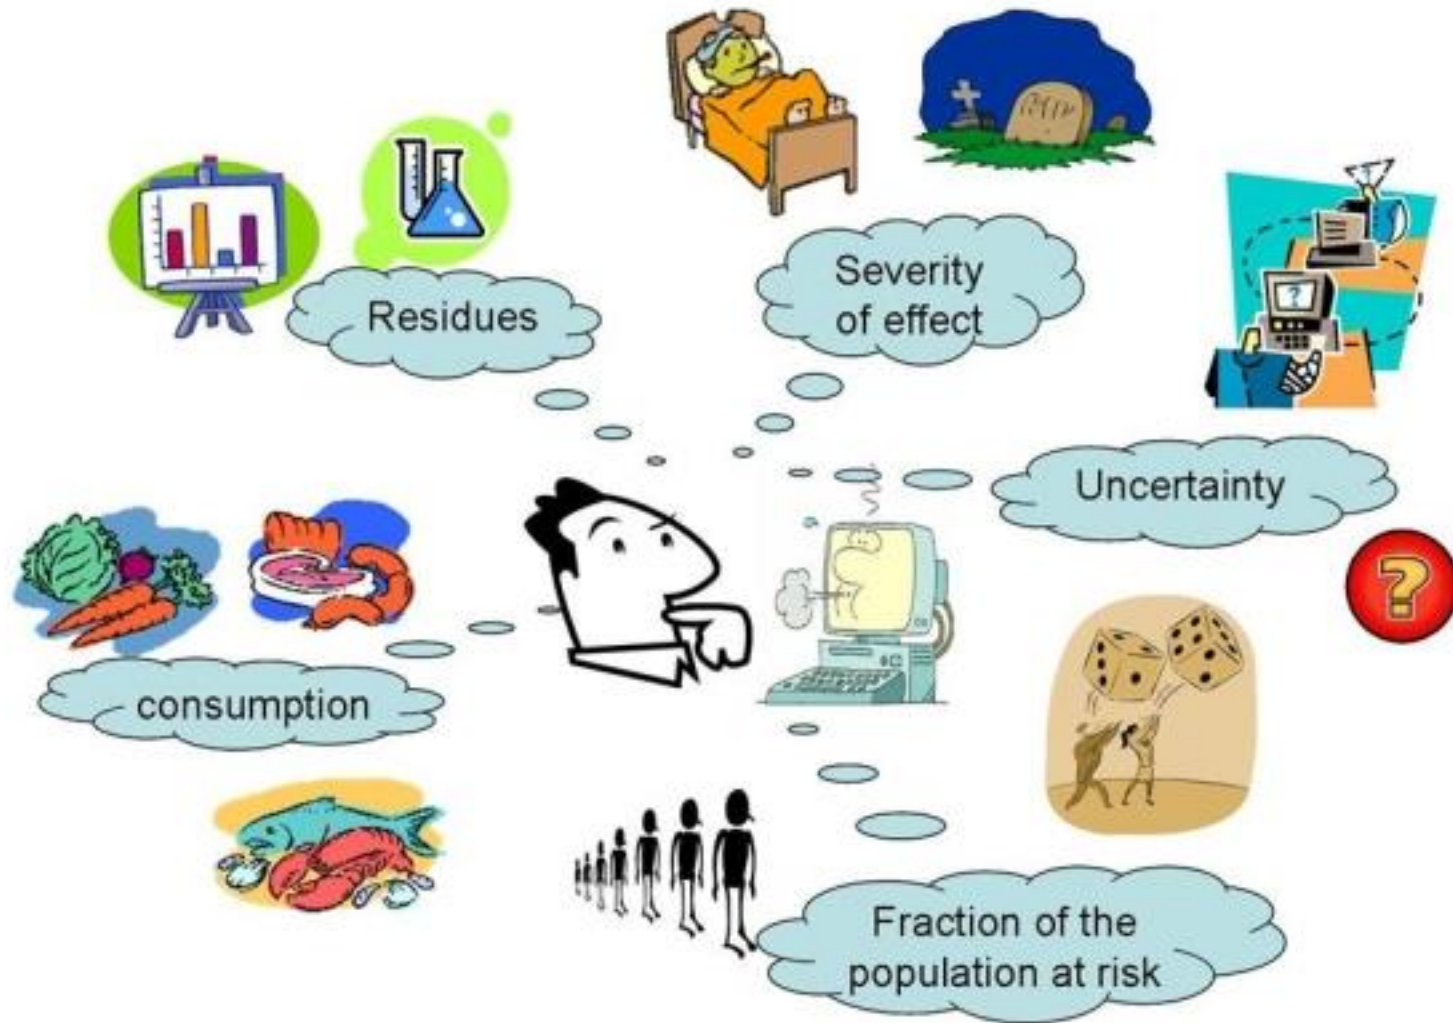 Severity
of effect
Residues
?
Uncertainty
?
consumption
Fraction of the
population at risk